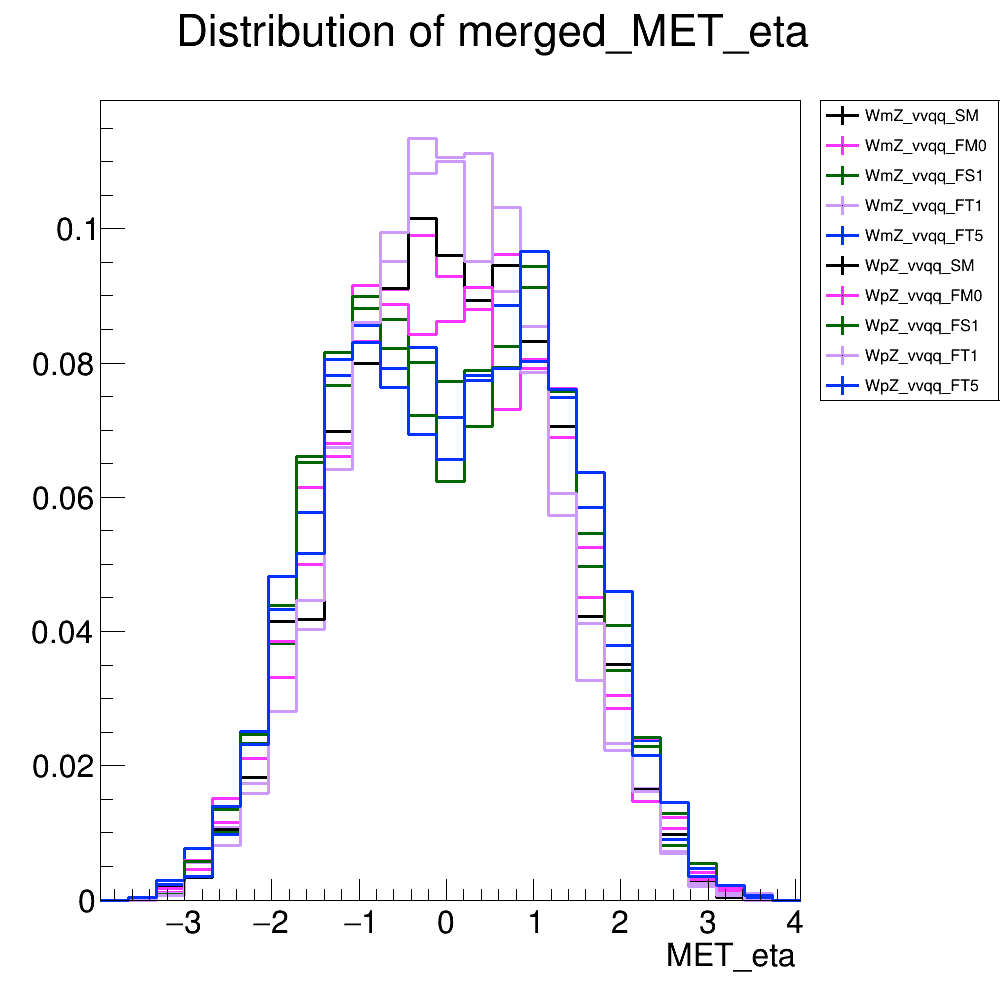 Distribution of merged_MET_eta
WmZ_vvqq_SM
WmZ_vvqq_FM0
WmZ_vvqq_FS1
WmZ_vvqq_FT1
WmZ_vvqq_FT5
WpZ_vvqq_SM
WpZ_vvqq_FM0
WpZ_vvqq_FS1
WpZ_vvqq_FT1
WpZ_vvqq_FT5
0.1
0.08
0.06
0.04
0.02
0
−3 −2 −1 0 1 2 3 4
MET_eta